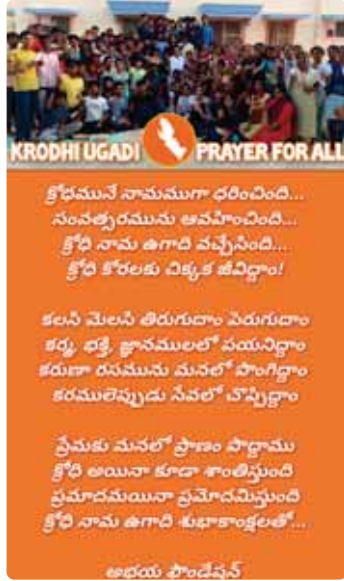 KRODHI UGADI PRAYER FOR ALL
క్రోధమునే నామముగా ధరించింది...
సంవత్సరమును ఆవహించింది...
క్రోధి నామ ఉగాది వచ్చేసింది...
క్రోధి కోరలకు చిక్కక జీవిద్దాం!
కలసి మెలసి తిరుగుదాం పెరుగుదాం
కర్మ, భక్తి, జ్ఞానములలో పయనిద్దాం
కరుణా రసమును మనలో పొంగిద్దాం
కరములెప్పుడు సేవలో చొప్పిద్దాం
ప్రేమకు మనలో ప్రాణం పొద్దాము
క్రోధి అయినా కూడా శాంతిస్తుంది
ప్రమాదమయినా ప్రమోదమిస్తుంది
క్రోధి నామ ఉగాది శుభాకాంక్షలతో...
అభయ ఫౌండేషన్